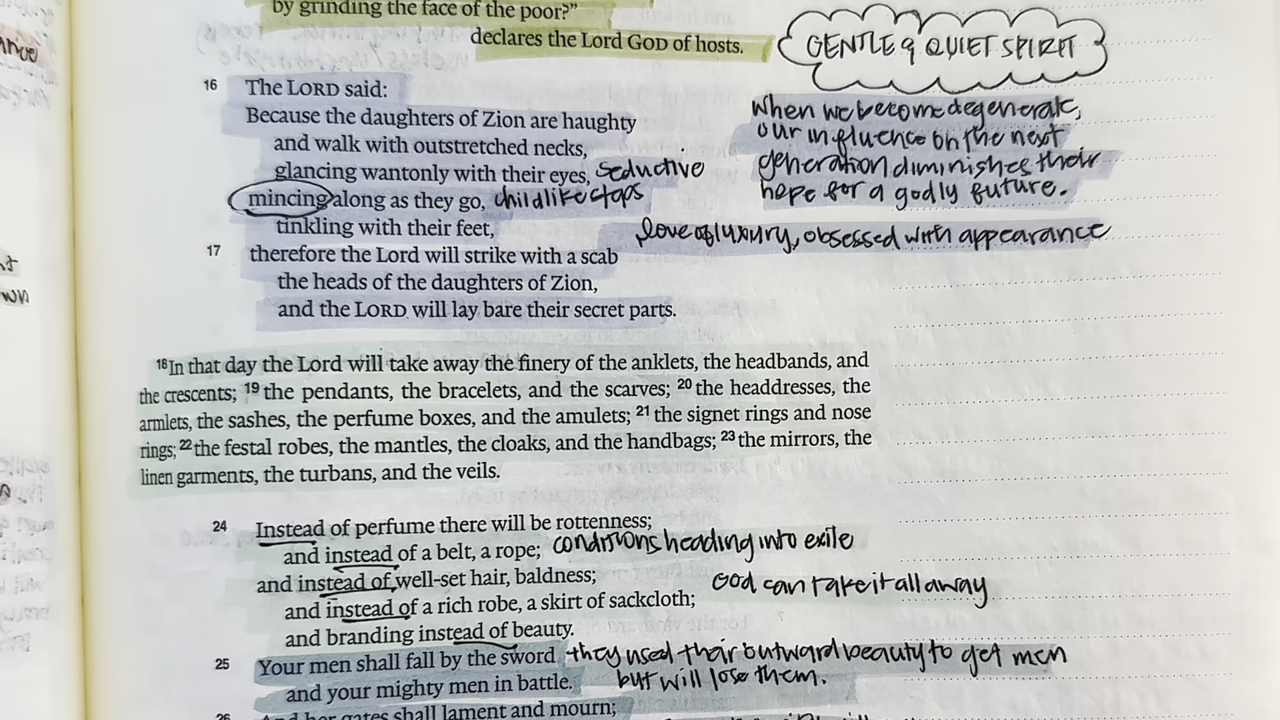 by grinding the face of the poor?"
declares the Lord GOD of hosts.
GENTLE & QUIET SPIRIT
16 The LORD said:
Because the daughters of Zion are haughty
and walk with outstretched necks,
glancing wantonly with their eyes, seductive
mincing along as they go, childlike steps
tinkling with their feet,
when we become degenerate,
our influence on the next
generation diminishes their
hope for a godly future.
love of luxury, obsessed with appearance
17 therefore the Lord will strike with a scab
the heads of the daughters of Zion,
and the LORD will lay bare their secret parts.
18 In that day the Lord will take away the finery of the anklets, the headbands, and
the crescents; 19 the pendants, the bracelets, and the scarves; 20 the headdresses, the
armlets, the sashes, the perfume boxes, and the amulets; 21 the signet rings and nose
rings; 22 the festal robes, the mantles, the cloaks, and the handbags; 23 the mirrors, the
linen garments, the turbans, and the veils.
24 Instead of perfume there will be rottenness;
and instead of a belt, a rope; conditions heading into exile
and instead of well-set hair, baldness;
God can take it all away
and instead of a rich robe, a skirt of sackcloth;
and branding instead of beauty.
25 Your men shall fall by the sword they used their outward beauty to get men
and your mighty men in battle. but will lose them.
26 And her gates shall lament and mourn;